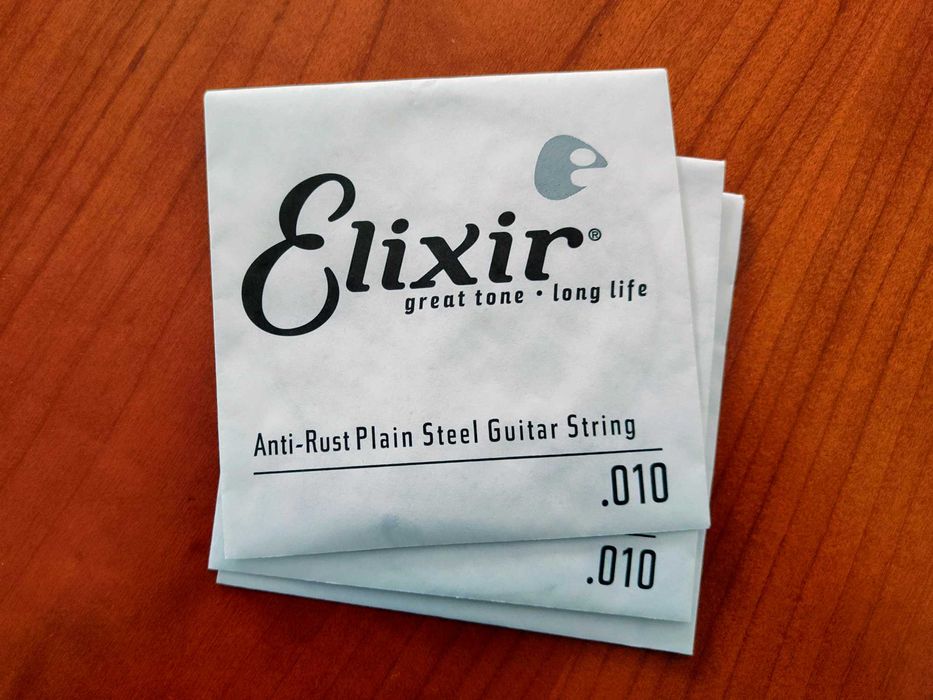 Elixir®
great tone • long life
Anti-Rust Plain Steel Guitar String
.010
.010